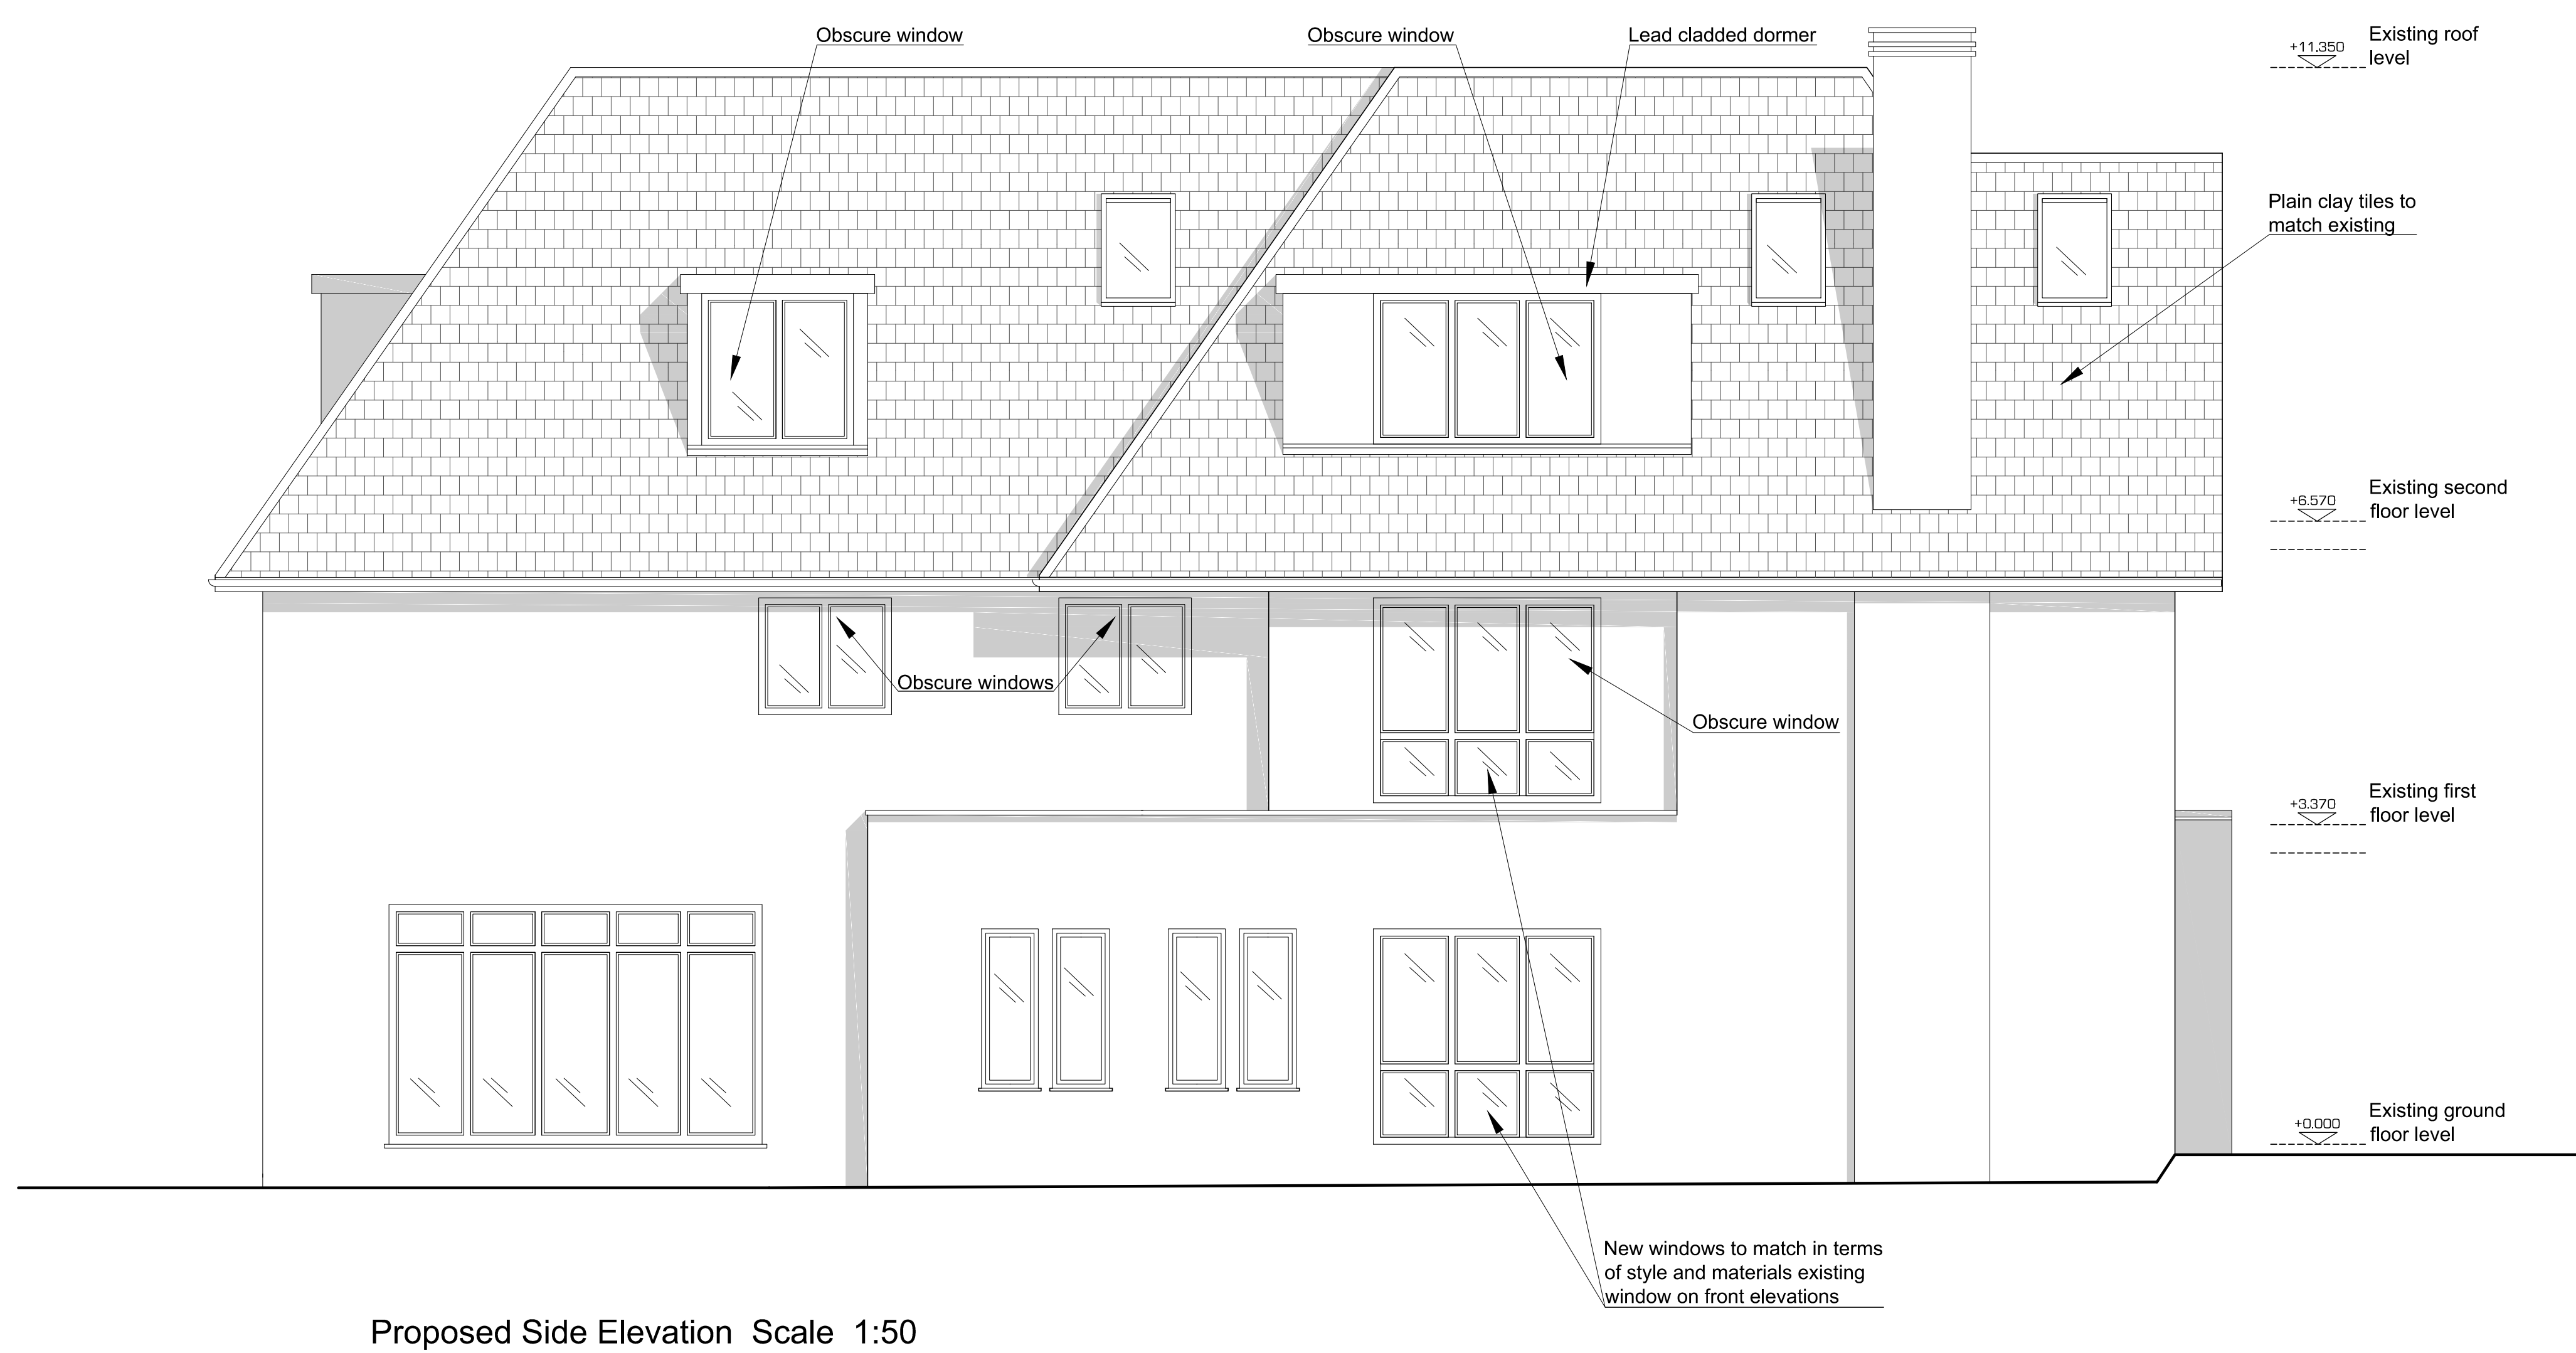 Obscure window
Obscure window
Lead cladded dormer
+11.350
Existing roof
level
Plain clay tiles to
match existing
+6.570
Existing second
floor level
Obscure windows
Obscure window
+3.370
Existing first
floor level
+0.000
Existing ground
floor level
New windows to match in terms
of style and materials existing
window on front elevations
Proposed Side Elevation Scale 1:50